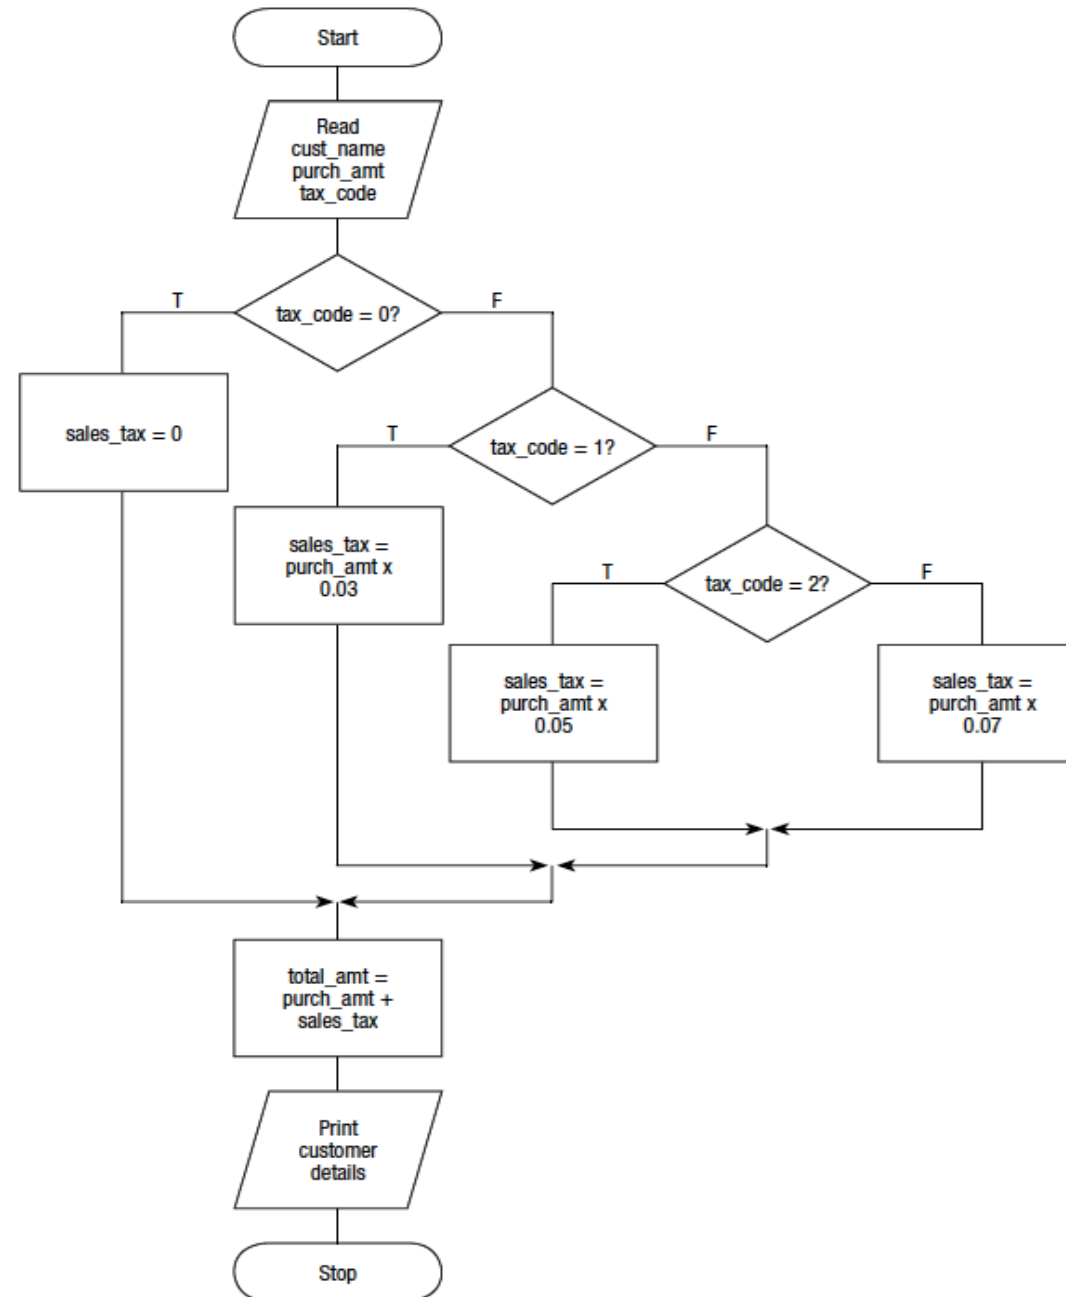 Start
Read
cust_name
purch_amt
tax_code
T
tax_code = 0?
F
sales_tax = 0
T
tax_code = 1?
F
sales_tax =
purch_amt x
0.03
T
tax_code = 2?
F
sales_tax =
purch_amt x
0.05
sales_tax =
purch_amt x
0.07
total_amt =
purch_amt +
sales_tax
Print
customer
details
Stop